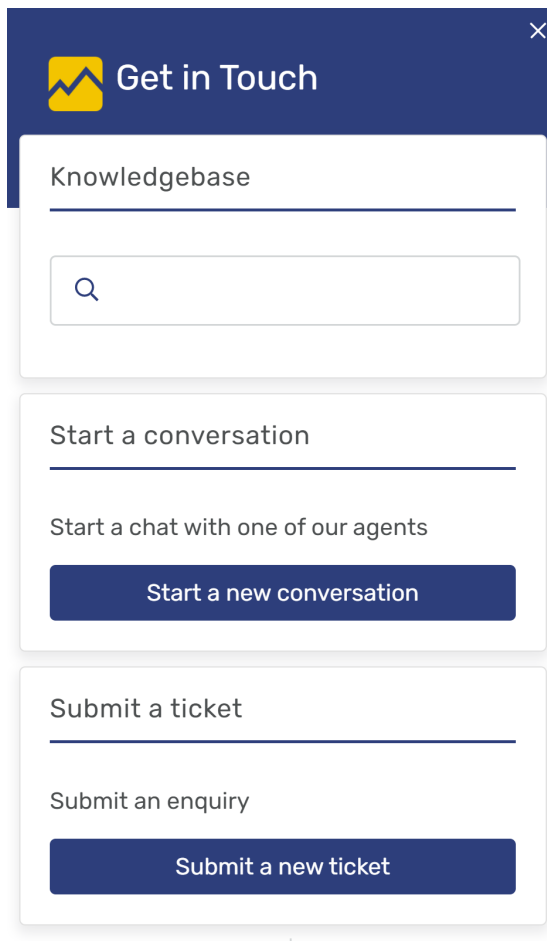 Get in Touch
Knowledgebase
Start a conversation
Start a chat with one of our agents
Start a new conversation
Submit a ticket
Submit an enquiry
Submit a new ticket